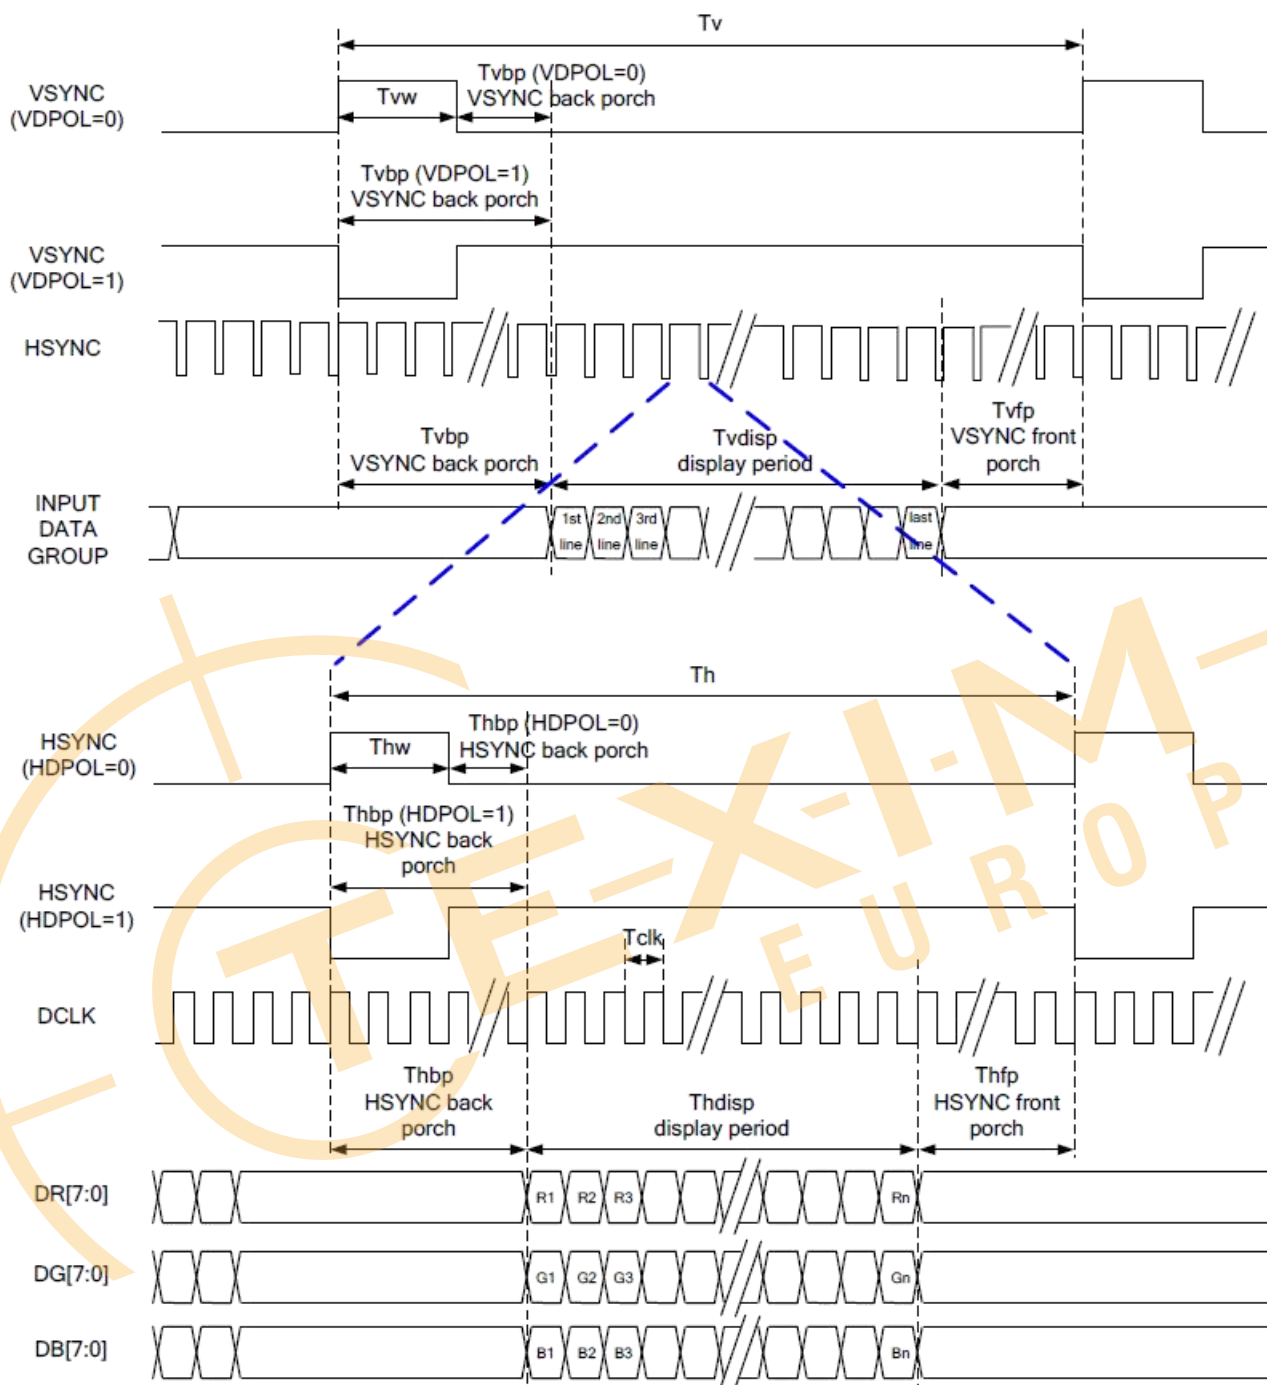 Tv
VSYNC
(VDPOL=0)
Tvw
Tvbp (VDPOL=0)
VSYNC back porch
Tvbp (VDPOL=1)
VSYNC back porch
VSYNC
(VDPOL=1)
HSYNC
Tvbp
VSYNC back porch
Tvdisp
display period
Tvfp
VSYNC front
porch
INPUT
DATA
GROUP
1st
line
2nd
line
3rd
line
last
line
Th
HSYNC
(HDPOL=0)
Thw
Thbp (HDPOL=0)
HSYNC back porch
Thbp (HDPOL=1)
HSYNC back
porch
HSYNC
(HDPOL=1)
Tclk
DCLK
Thbp
HSYNC back
porch
Thdisp
display period
Thfp
HSYNC front
porch
DR[7:0]
R1 R2 R3 Rn
DG[7:0]
G1 G2 G3 Gn
DB[7:0]
B1 B2 B3 Bn
TEXIM
EUROP